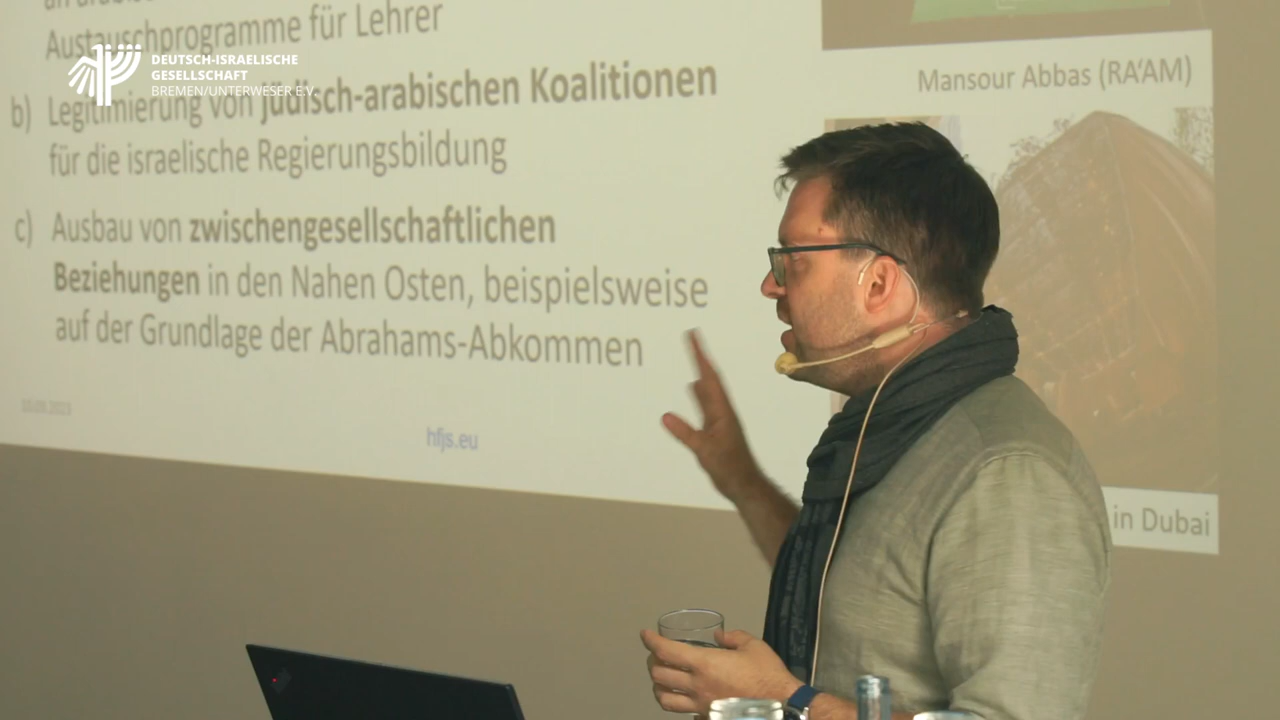 Austauschprogramme für Lehrer
DEUTSCH-ISRAELISCHE
GESELLSCHAFT
BREMEN/UNTERWESER E.V.
b) Legitimierung von jüdisch-arabischen Koalitionen
für die israelische Regierungsbildung
c) Ausbau von zwischengesellschaftlichen
Beziehungen in den Nahen Osten, beispielsweise
auf der Grundlage der Abrahams-Abkommen
hfjs.eu
Mansour Abbas (RA'AM)
in Dubai